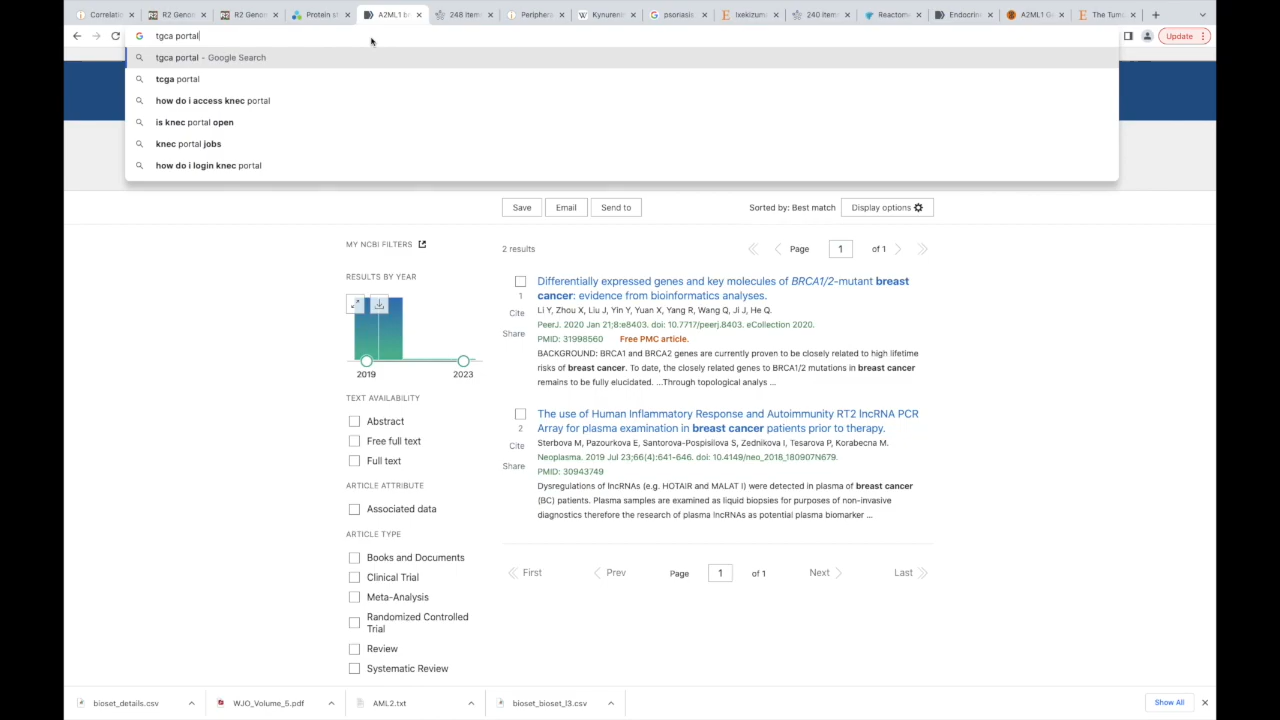 Correlatio
R2 Genon
R2 Genon
Protein st
A2ML1 br
248 item
Periphera
Kynurenin
psoriasis
Ixekizuma
240 item
Reactome
Endocrine
A2ML1 G
The Tumo
tgca portal
Update
tgca portal – Google Search
tcga portal
how do i access knec portal
is knec portal open
knec portal jobs
how do i login knec portal
Save
Email
Send to
Sorted by: Best match
Display options
MY NCBI FILTERS
2 results
Page 1 of 1
RESULTS BY YEAR
2019
2023
TEXT AVAILABILITY
Abstract
Free full text
Full text
ARTICLE ATTRIBUTE
Associated data
ARTICLE TYPE
Books and Documents
Clinical Trial
Meta-Analysis
Randomized Controlled
Trial
Review
Systematic Review
1
Cite
Share
Differentially expressed genes and key molecules of BRCA1/2-mutant breast
cancer: evidence from bioinformatics analyses.
Li Y, Zhou X, Liu J, Yin Y, Yuan X, Yang R, Wang Q, Ji J, He Q.
PeerJ. 2020 Jan 21;8:e8403. doi: 10.7717/peerj.8403. eCollection 2020.
PMID: 31998560 Free PMC article.
BACKGROUND: BRCA1 and BRCA2 genes are currently proven to be closely related to high lifetime
risks of breast cancer. To date, the closely related genes to BRCA1/2 mutations in breast cancer
remains to be fully elucidated. ...Through topological analys ...
2
Cite
Share
The use of Human Inflammatory Response and Autoimmunity RT2 lncRNA PCR
Array for plasma examination in breast cancer patients prior to therapy.
Sterbova M, Pazourkova E, Santorova-Pospisilova S, Zednikova I, Tesarova P, Korabecna M.
Neoplasma. 2019 Jul 23;66(4):641-646. doi: 10.4149/neo_2018_180907N679.
PMID: 30943749
Dysregulations of lncRNAs (e.g. HOTAIR and MALAT I) were detected in plasma of breast cancer
(BC) patients. Plasma samples are examined as liquid biopsies for purposes of non-invasive
diagnostics therefore the research of plasma lncRNAs as potential plasma biomarker ...
First
Prev
Page 1 of 1
Next
Last
bioset_details.csv
WJO_Volume_5.pdf
AML2.txt
bioset_bioset_l3.csv
Show All